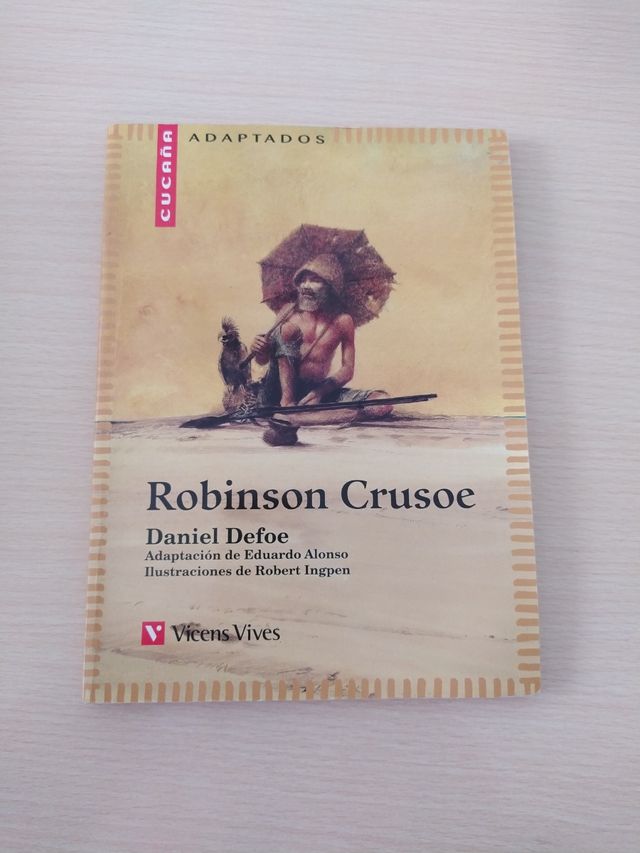 CUCAÑA
ADAPTADOS
Robinson Crusoe
Daniel Defoe
Adaptación de Eduardo Alonso
Ilustraciones de Robert Ingpen
V Vicens Vives